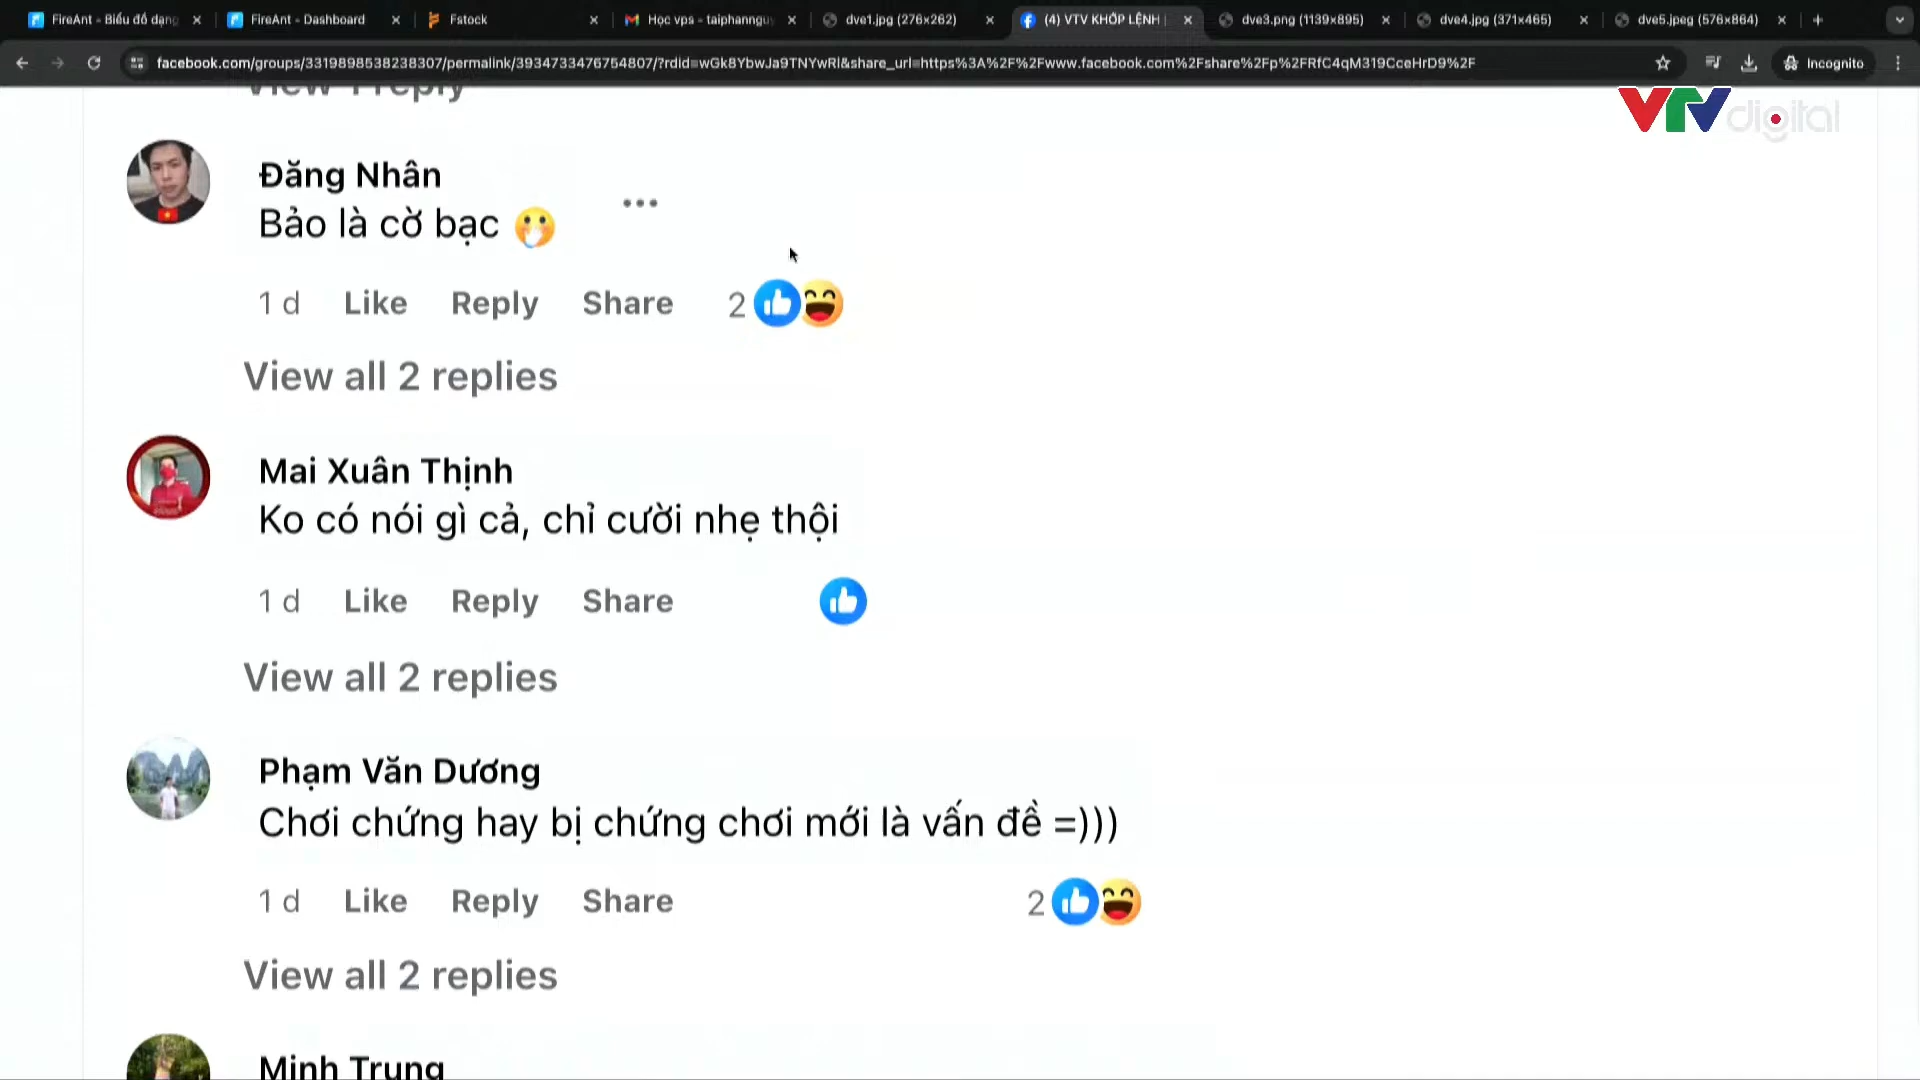 FireAnt - Biểu đồ dạng
FireAnt - Dashboard
Fstock
Học vps - taiphannguy
dve1.jpg (276×262)
(4) VTV KHỚP LỆNH |
dve3.png (1139×895)
dve4.jpg (371×465)
dve5.jpeg (576×864)
facebook.com/groups/3319898538238307/permalink/3934733476754807/?rdid=wGk8YbwJa9TNYwRl&share_url=https%3A%2F%2Fwww.facebook.com%2Fshare%2Fp%2FRfC4qM319CceHrD9%2F
Incognito
View 1 reply
VTV digital
Đăng Nhân
Bảo là cờ bạc 🤭
1 d Like Reply Share 2
View all 2 replies
Mai Xuân Thịnh
Ko có nói gì cả, chỉ cười nhẹ thội
1 d Like Reply Share
View all 2 replies
Phạm Văn Dương
Chơi chứng hay bị chứng chơi mới là vấn đề =)))
1 d Like Reply Share 2
View all 2 replies
Minh Trung